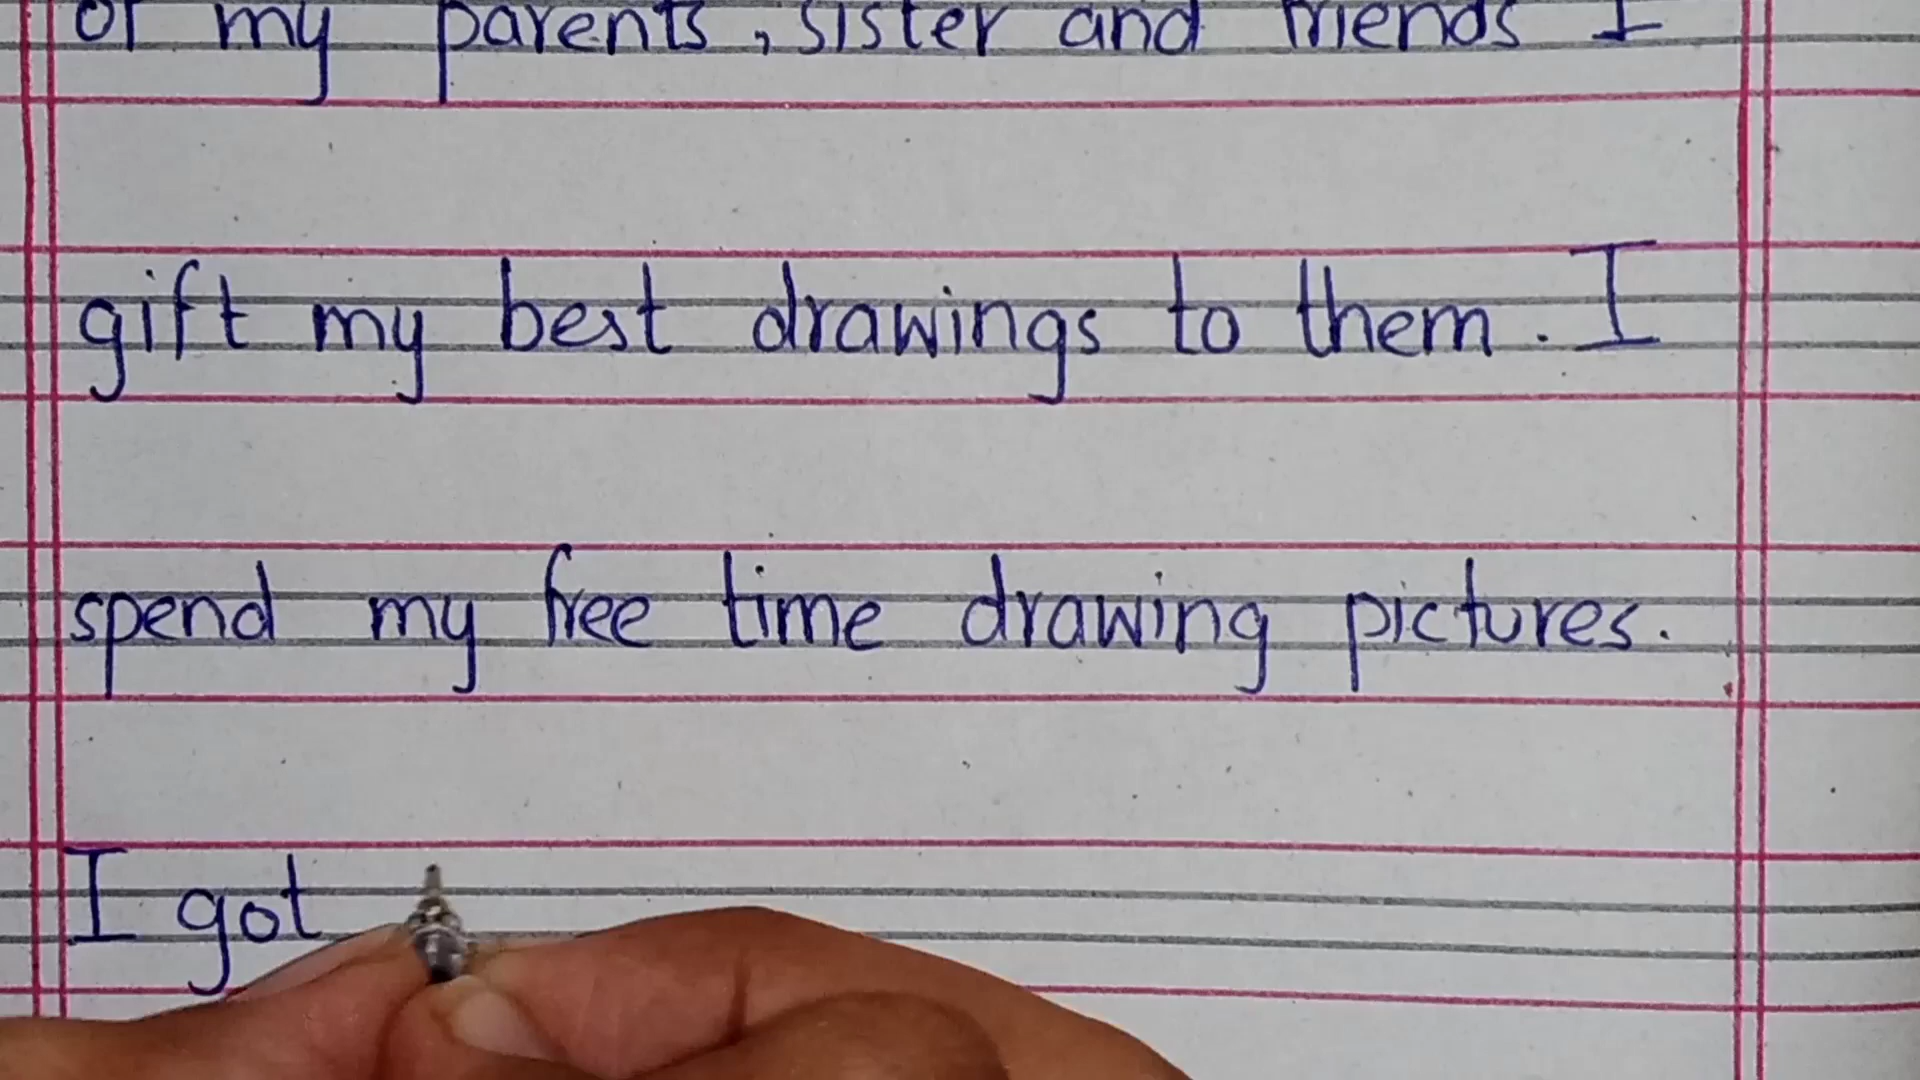 of my parents, sister and friends I
gift my best drawings to them. I
spend my free time drawing pictures.
I got